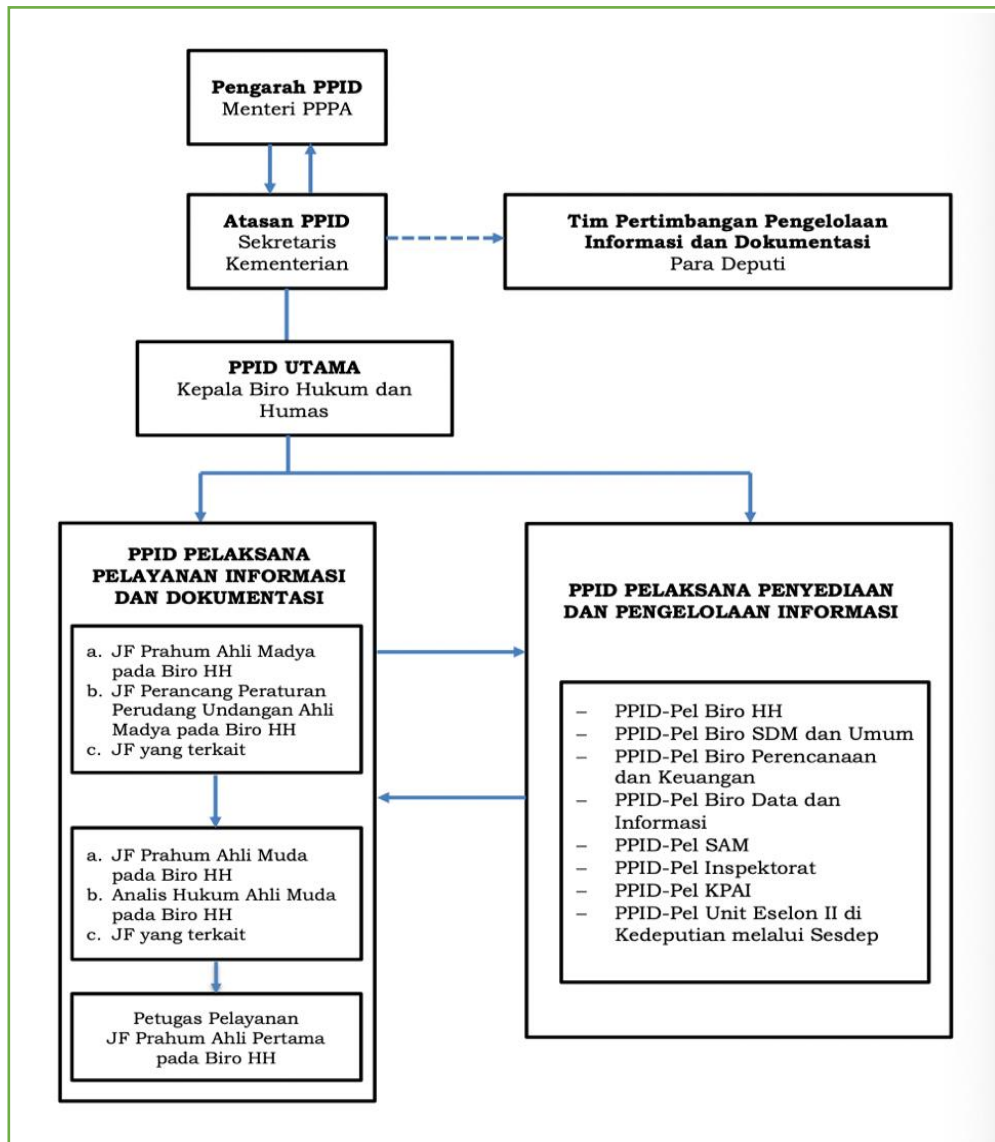 Pengarah PPID
Menteri PPPA
Atasan PPID
Sekretaris
Kementerian
Tim Pertimbangan Pengelolaan
Informasi dan Dokumentasi
Para Deputi
PPID UTAMA
Kepala Biro Hukum dan
Humas
PPID PELAKSANA
PELAYANAN INFORMASI
DAN DOKUMENTASI
a. JF Prahum Ahli Madya
pada Biro HH
b. JF Perancang Peraturan
Perudang Undangan Ahli
Madya pada Biro HH
c. JF yang terkait
a. JF Prahum Ahli Muda
pada Biro HH
b. Analis Hukum Ahli Muda
pada Biro HH
c. JF yang terkait
Petugas Pelayanan
JF Prahum Ahli Pertama
pada Biro HH
PPID PELAKSANA PENYEDIAAN
DAN PENGELOLAAN INFORMASI
– PPID-Pel Biro HH
– PPID-Pel Biro SDM dan Umum
– PPID-Pel Biro Perencanaan
dan Keuangan
– PPID-Pel Biro Data dan
Informasi
– PPID-Pel SAM
– PPID-Pel Inspektorat
– PPID-Pel KPAI
– PPID-Pel Unit Eselon II di
Kedeputian melalui Sesdep